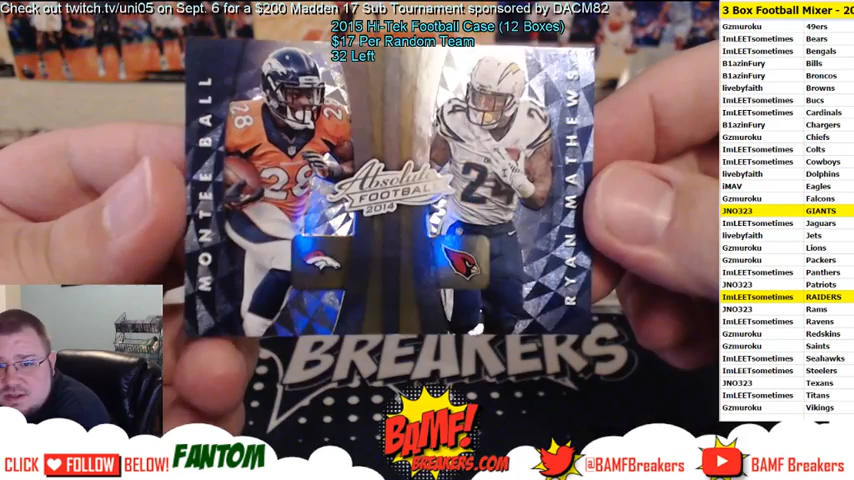 Check out twitch.tv/uni05 on Sept. 6 for a $200 Madden 17 Sub Tournament sponsored by DACM82
2015 Hi-Tek Football Case (12 Boxes)
$17 Per Random Team
32 Left
3 Box Football Mixer - 20
Gzmuroku 49ers
ImLEETsometimes Bears
ImLEETsometimes Bengals
B1azinFury Bills
B1azinFury Broncos
livebyfaith Browns
ImLEETsometimes Bucs
ImLEETsometimes Cardinals
B1azinFury Chargers
Gzmuroku Chiefs
ImLEETsometimes Colts
ImLEETsometimes Cowboys
livebyfaith Dolphins
iMAV Eagles
Gzmuroku Falcons
JNO323 GIANTS
ImLEETsometimes Jaguars
livebyfaith Jets
Gzmuroku Lions
Gzmuroku Packers
ImLEETsometimes Panthers
JNO323 Patriots
ImLEETsometimes RAIDERS
JNO323 Rams
ImLEETsometimes Ravens
Gzmuroku Redskins
Gzmuroku Saints
ImLEETsometimes Seahawks
ImLEETsometimes Steelers
JNO323 Texans
ImLEETsometimes Titans
Gzmuroku Vikings
MONTEE BALL
28
28
2
24
Absolute
FOOTBALL
2014
RYAN MATHEWS
BREAKERS
BAMF!
BREAKERS.COM
CLICK FOLLOW BELOW!
FANTOM
@BAMFBreakers
BAMF Breakers